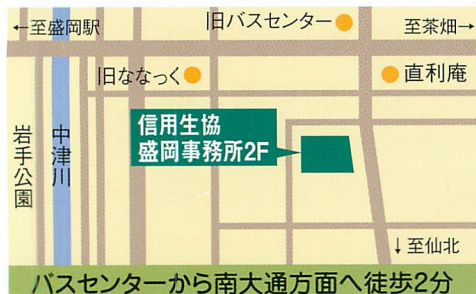 ←至盛岡駅
旧バスセンター
至茶畑→
旧ななっく
直利庵
岩手公園
中津川
信用生協
盛岡事務所2F
↓至仙北
バスセンターから南大通方面へ徒歩2分